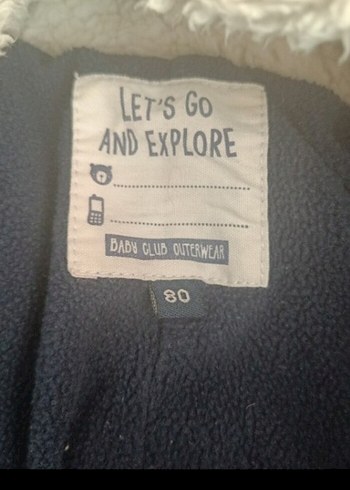 LET'S GO
AND EXPLORE
BABY CLUB OUTERWEAR
80